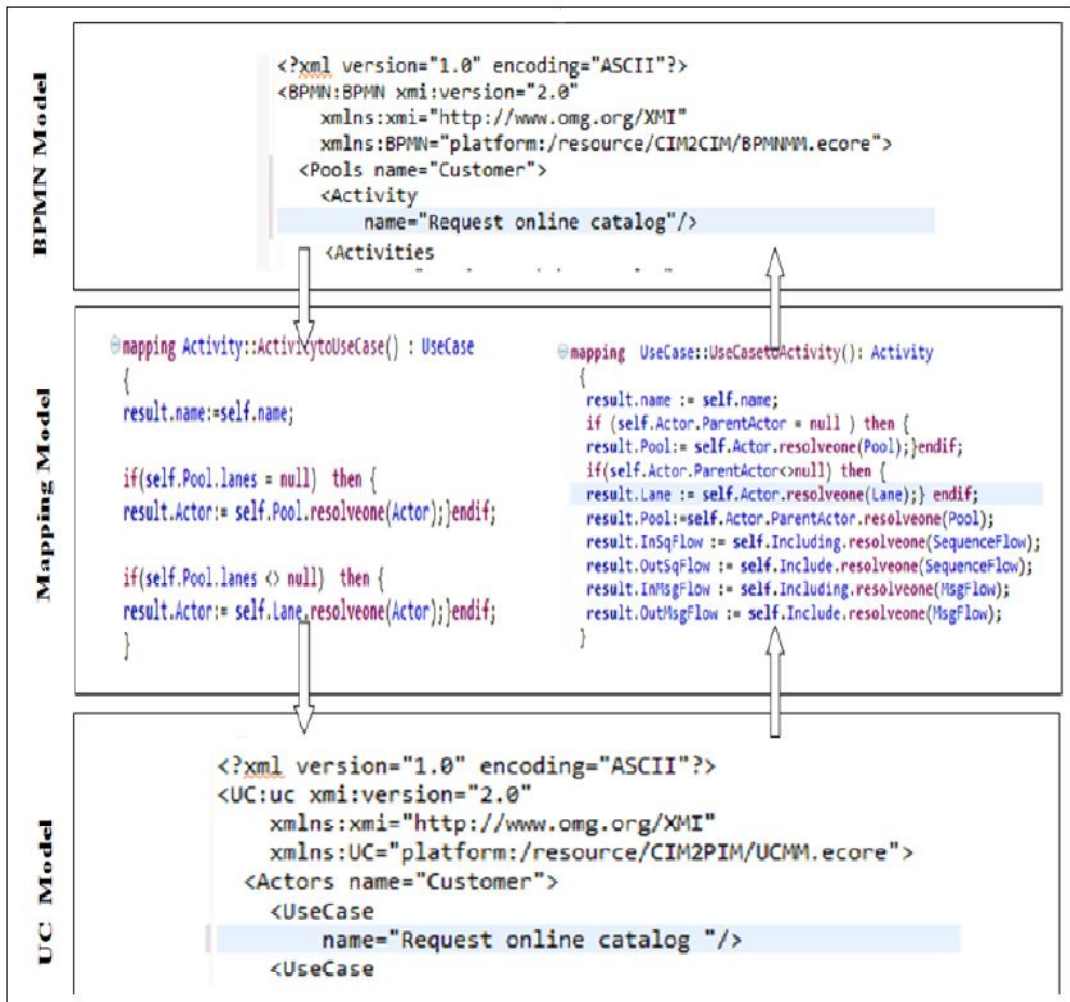 BPMN Model
<?xml version="1.0" encoding="ASCII"?>
<BPMN:BPMN xmi:version="2.0"
xmlns:xmi="http://www.omg.org/XMI"
xmlns:BPMN="platform:/resource/CIM2CIM/BPMNMM.ecore">
<Pools name="Customer">
<Activity
name="Request online catalog"/>
<Activities
Mapping Model
mapping Activity::ActivitytoUseCase() : UseCase
{
result.name:=self.name;
if(self.Pool.lanes = null) then {
result.Actor:= self.Pool.resolveone(Actor);}endif;
if(self.Pool.lanes <> null) then {
result.Actor:= self.Lane.resolveone(Actor);}endif;
}
mapping UseCase::UseCasetoActivity(): Activity
{
result.name := self.name;
if (self.Actor.ParentActor = null ) then {
result.Pool:= self.Actor.resolveone(Pool);}endif;
if(self.Actor.ParentActor<>null) then {
result.Lane := self.Actor.resolveone(Lane);} endif;
result.Pool:=self.Actor.ParentActor.resolveone(Pool);
result.InSqFlow := self.Including.resolveone(SequenceFlow);
result.OutSqFlow := self.Include.resolveone(SequenceFlow);
result.InMsgFlow := self.Including.resolveone(MsgFlow);
result.OutMsgFlow := self.Include.resolveone(MsgFlow);
}
UC Model
<?xml version="1.0" encoding="ASCII"?>
<UC:uc xmi:version="2.0"
xmlns:xmi="http://www.omg.org/XMI"
xmlns:UC="platform:/resource/CIM2PIM/UCMM.ecore">
<Actors name="Customer">
<UseCase
name="Request online catalog "/>
<UseCase